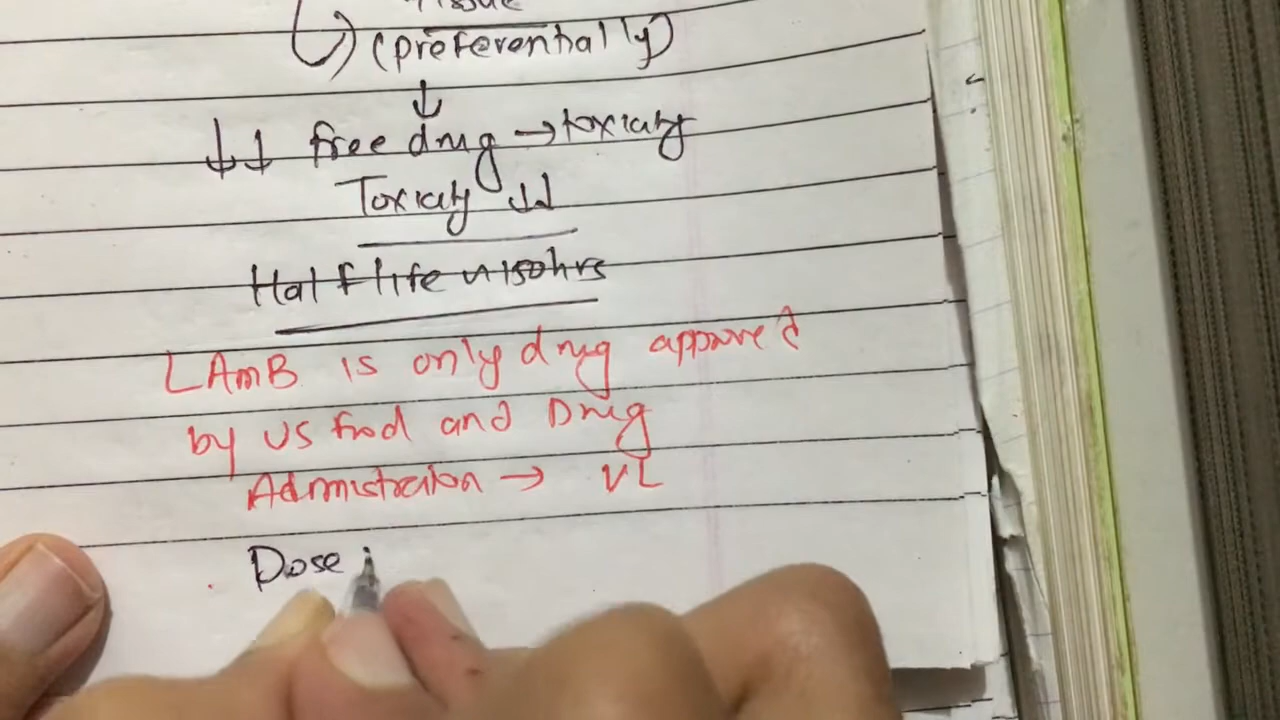 Tissue
(preferentially)
↓
↓↓ free drug → toxicity
Toxicity ↓↓
Half life ~ 150hrs
LAmB is only drug approved
by US food and Drug
Administration → VL
Dose